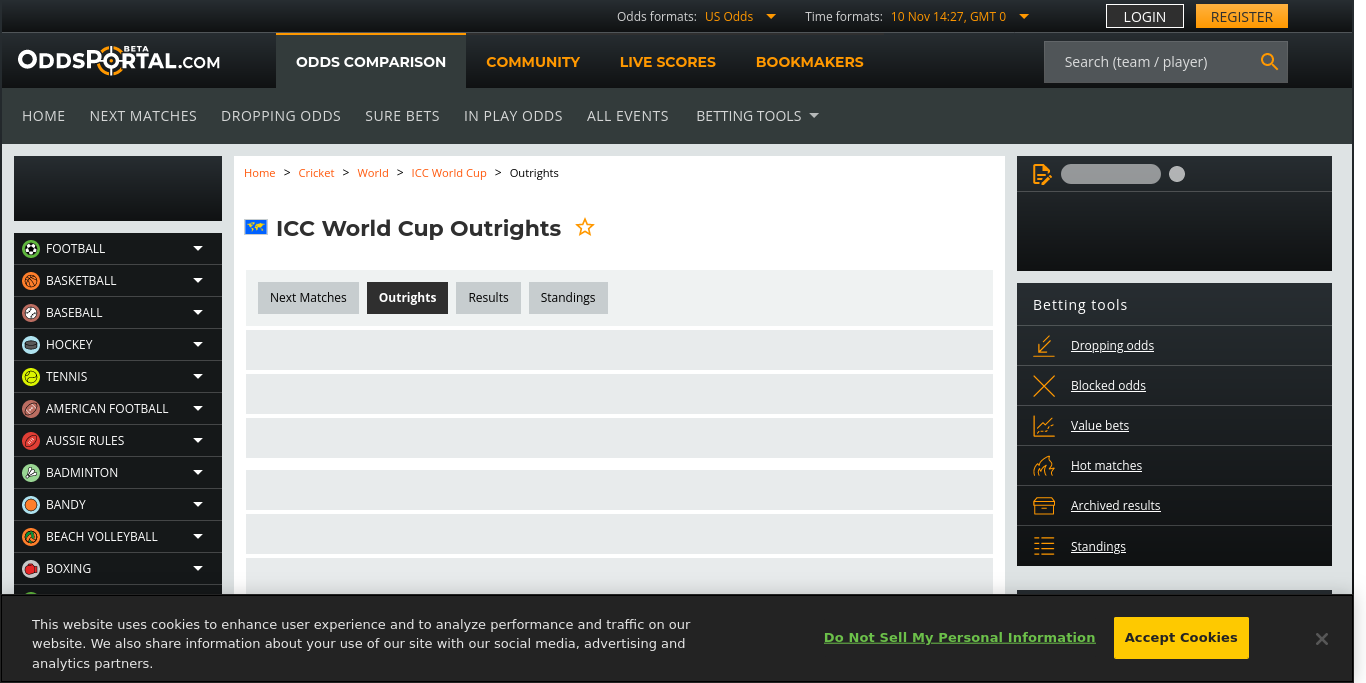 Odds formats: US Odds
Time formats: 10 Nov 14:27, GMT 0
LOGIN
REGISTER
ODDSPORTAL.COM
BETA
ODDS COMPARISON
COMMUNITY
LIVE SCORES
BOOKMAKERS
Search (team / player)
HOME
NEXT MATCHES
DROPPING ODDS
SURE BETS
IN PLAY ODDS
ALL EVENTS
BETTING TOOLS
FOOTBALL
BASKETBALL
BASEBALL
HOCKEY
TENNIS
AMERICAN FOOTBALL
AUSSIE RULES
BADMINTON
BANDY
BEACH VOLLEYBALL
BOXING
Home > Cricket > World > ICC World Cup > Outrights
ICC World Cup Outrights
Next Matches
Outrights
Results
Standings
Betting tools
Dropping odds
Blocked odds
Value bets
Hot matches
Archived results
Standings
This website uses cookies to enhance user experience and to analyze performance and traffic on our
website. We also share information about your use of our site with our social media, advertising and
analytics partners.
Do Not Sell My Personal Information
Accept Cookies